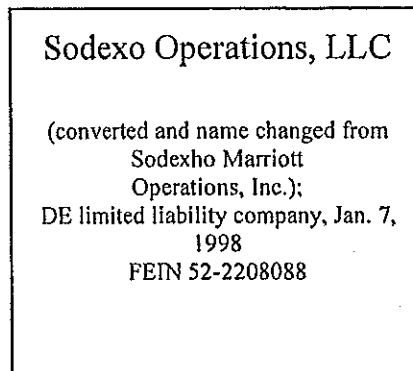 Sodexo Operations, LLC
(converted and name changed from
Sodexho Marriott
Operations, Inc.);
DE limited liability company, Jan. 7,
1998
FEIN 52-2208088